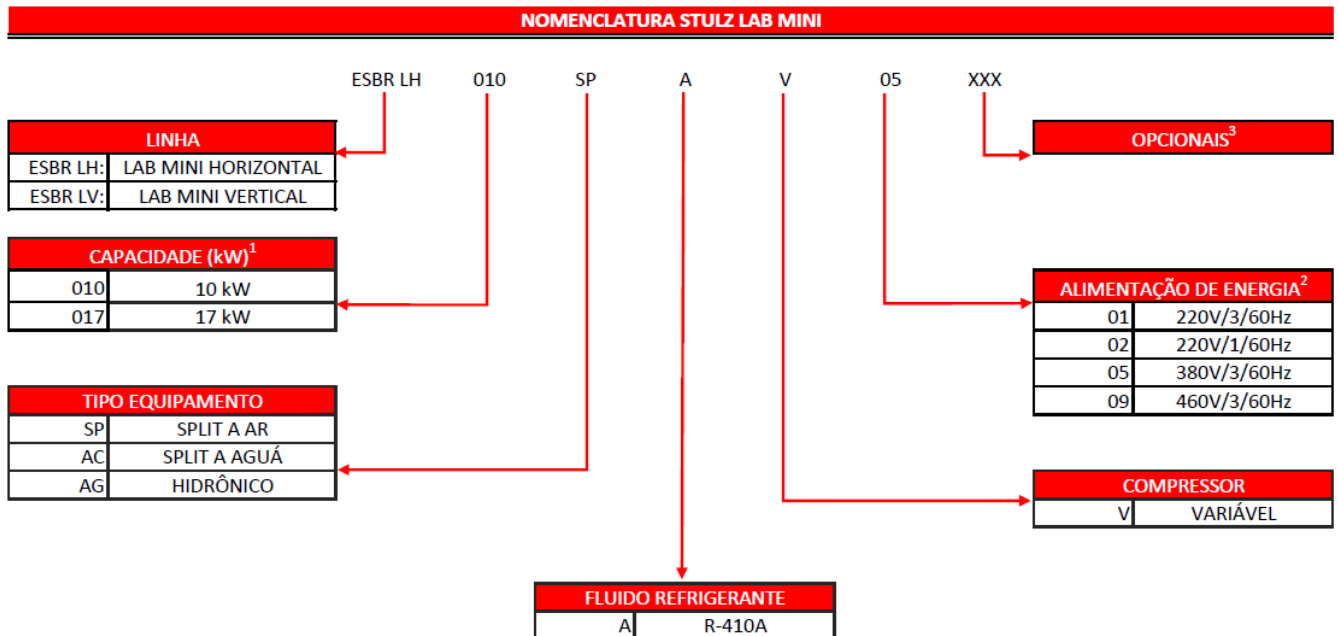 NOMENCLATURA STULZ LAB MINI
ESBR LH 010 SP A V 05 XXX
LINHA
ESBR LH: LAB MINI HORIZONTAL
ESBR LV: LAB MINI VERTICAL
OPCIONAIS³
CAPACIDADE (kW)¹
010 10 kW
017 17 kW
ALIMENTAÇÃO DE ENERGIA²
01 220V/3/60Hz
02 220V/1/60Hz
05 380V/3/60Hz
09 460V/3/60Hz
TIPO EQUIPAMENTO
SP SPLIT A AR
AC SPLIT A AGUÁ
AG HIDRÔNICO
COMPRESSOR
V VARIÁVEL
FLUIDO REFRIGERANTE
A R-410A